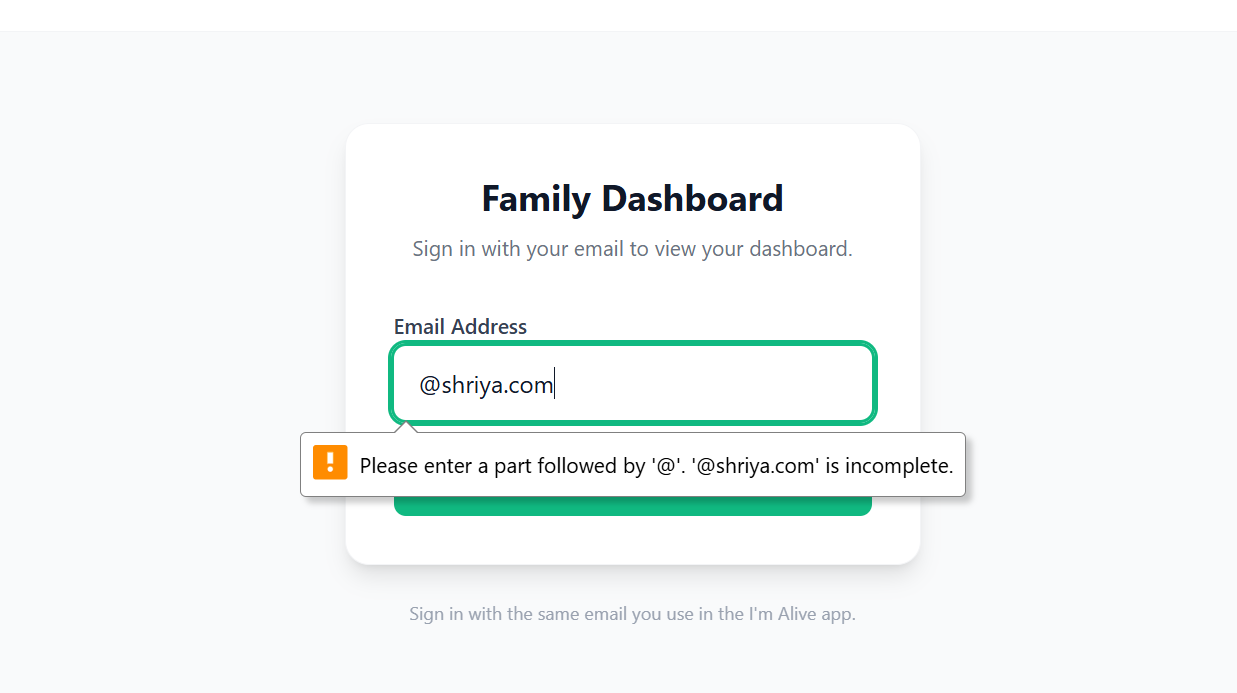 Family Dashboard
Sign in with your email to view your dashboard.
Email Address
@shriya.com
Please enter a part followed by '@'. '@shriya.com' is incomplete.
Sign in with the same email you use in the I'm Alive app.